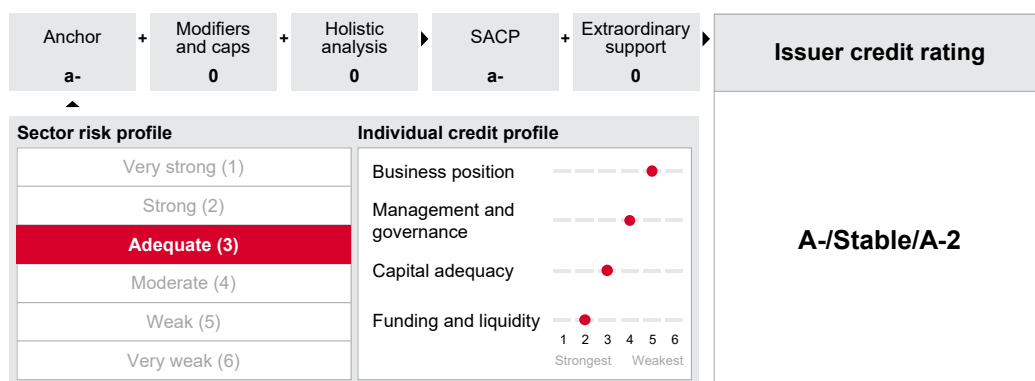 Anchor
+
Modifiers
and caps
+
Holistic
analysis
SACP
+
Extraordinary
support
a-
0
0
a-
0
Issuer credit rating
A-/Stable/A-2
Sector risk profile
Very strong (1)
Strong (2)
Adequate (3)
Moderate (4)
Weak (5)
Very weak (6)
Individual credit profile
Business position
Management and
governance
Capital adequacy
Funding and liquidity
1 2 3 4 5 6
Strongest Weakest